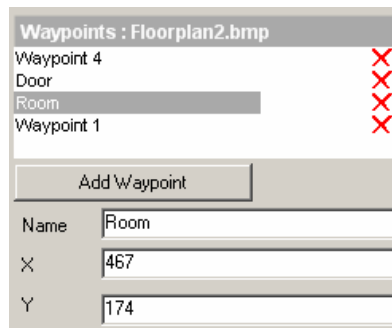 Waypoints : Floorplan2.bmp
Waypoint 4
Door
Room
Waypoint 1
Add Waypoint
Name Room
X 467
Y 174